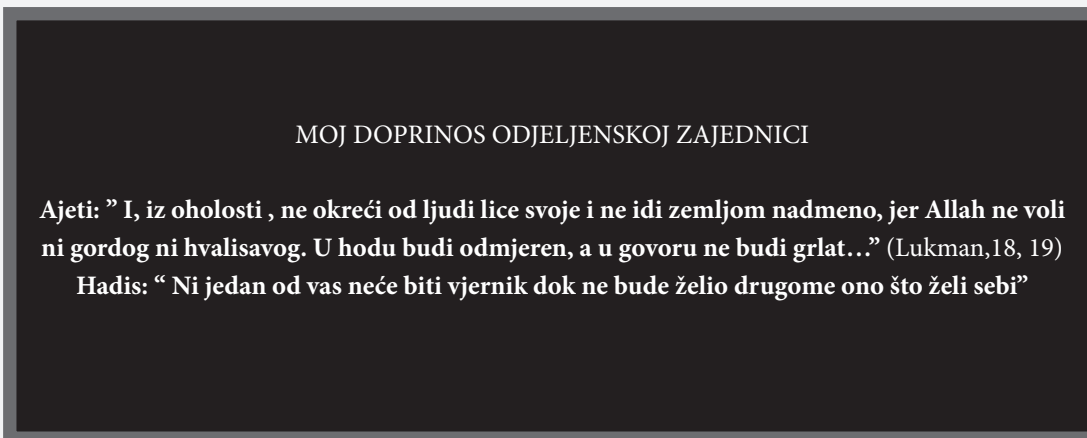 MOJ DOPRINOS ODJELJENSKOJ ZAJEDNICI
Ajeti: ” I, iz oholosti , ne okreći od ljudi lice svoje i ne idi zemljom nadmeno, jer Allah ne voli
ni gordog ni hvalisavog. U hodu budi odmjeren, a u govoru ne budi grlat…” (Lukman,18, 19)
Hadis: “ Ni jedan od vas neće biti vjernik dok ne bude želio drugome ono što želi sebi”